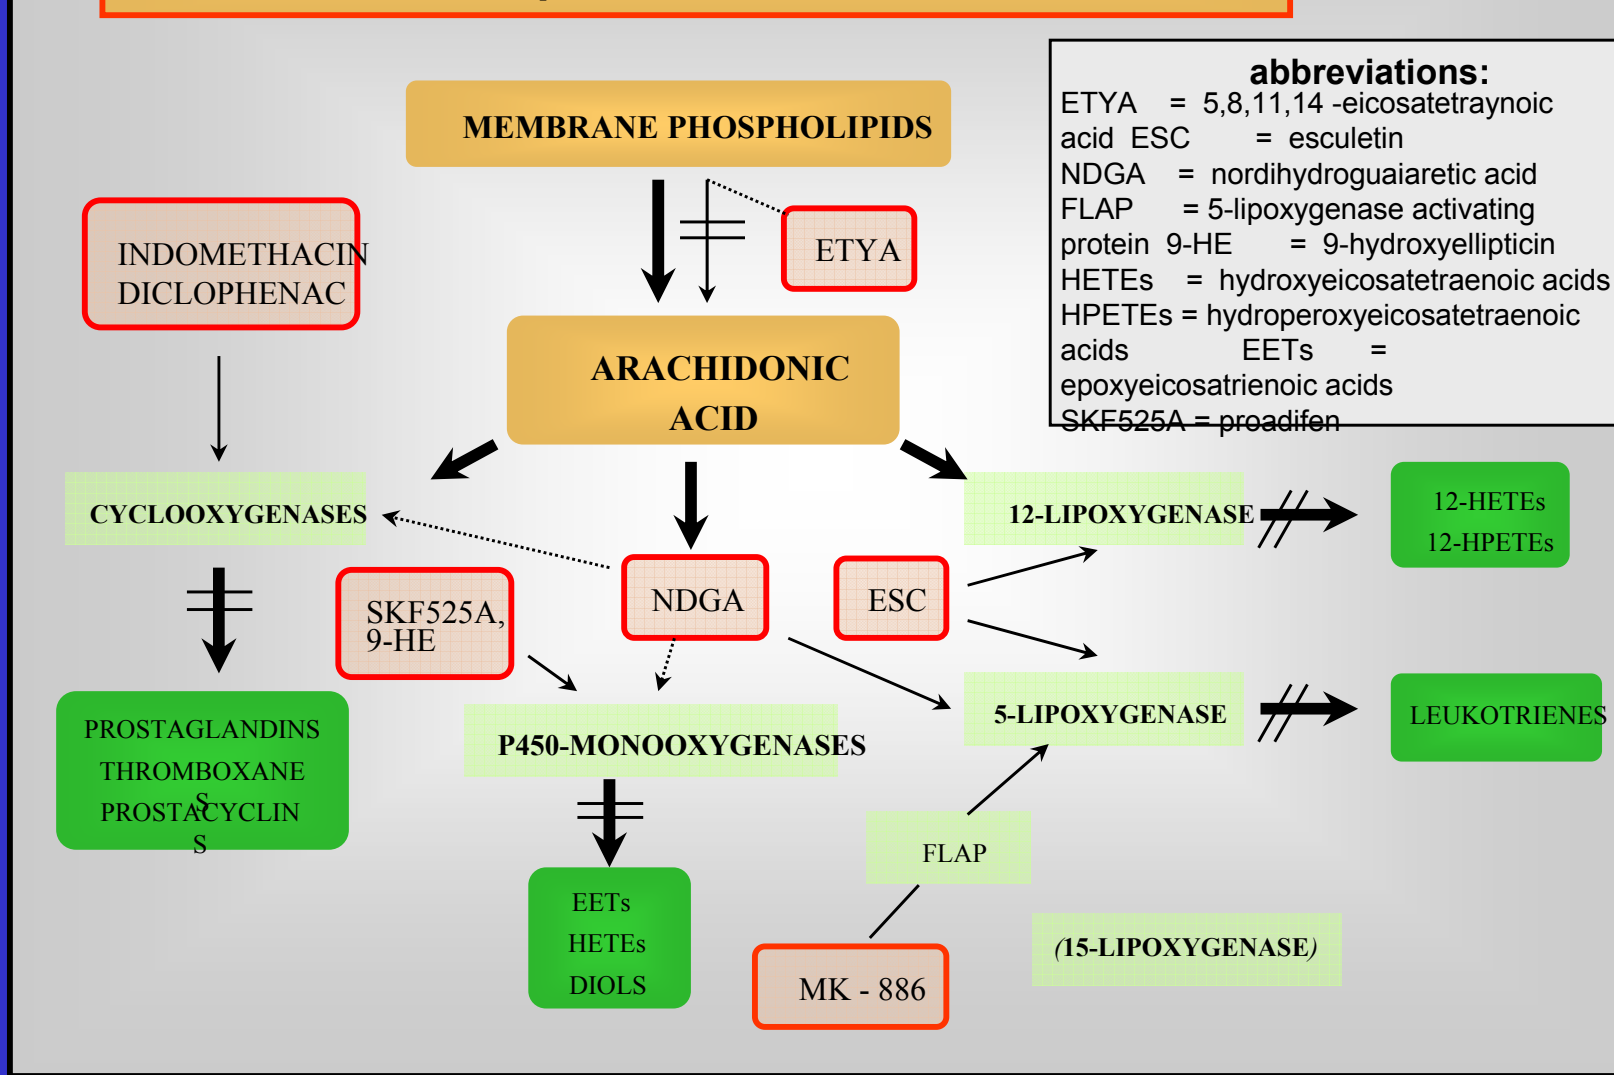 abbreviations:
ETYA = 5,8,11,14 -eicosatetraynoic
acid ESC = esculetin
NDGA = nordihydroguaiaretic acid
FLAP = 5-lipoxygenase activating
protein 9-HE = 9-hydroxyellipticin
HETEs = hydroxyeicosatetraenoic acids
HPETEs = hydroperoxyeicosatetraenoic
acids EETs =
epoxyeicosatrienoic acids
SKF525A = proadifen
MEMBRANE PHOSPHOLIPIDS
ETYA
INDOMETHACIN
DICLOPHENAC
ARACHIDONIC
ACID
CYCLOOXYGENASES
12-LIPOXYGENASE
12-HETEs
12-HPETEs
SKF525A,
9-HE
NDGA
ESC
PROSTAGLANDINS
THROMBOXANE
S
PROSTACYCLIN
S
P450-MONOOXYGENASES
5-LIPOXYGENASE
LEUKOTRIENES
FLAP
EETs
HETEs
DIOLS
MK - 886
(15-LIPOXYGENASE)